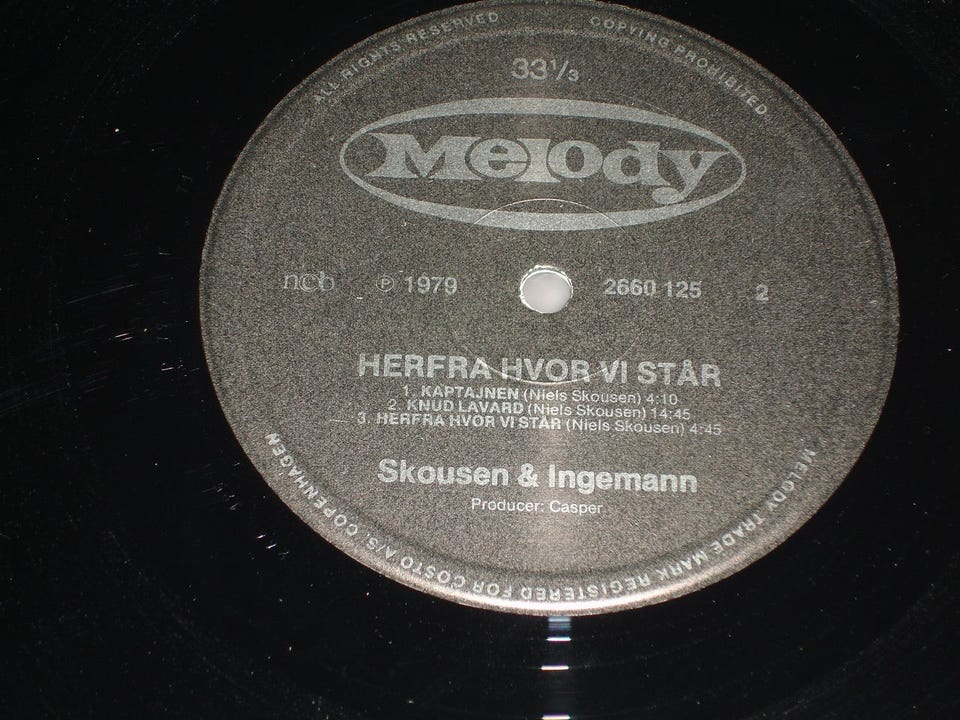 ALL RIGHTS RESERVED COPYING PROHIBITED
33 1/3
Melody
ncb ℗ 1979 2660 125 2
HERFRA HVOR VI STÅR
1. KAPTAJNEN (Niels Skousen) 4:10
2. KNUD LAVARD (Niels Skousen) 14:45
3. HERFRA HVOR VI STÅR (Niels Skousen) 4:45
Skousen & Ingemann
Producer: Casper
MELODY TRADE MARK REGISTERED FOR COSTO A/S. COPENHAGEN